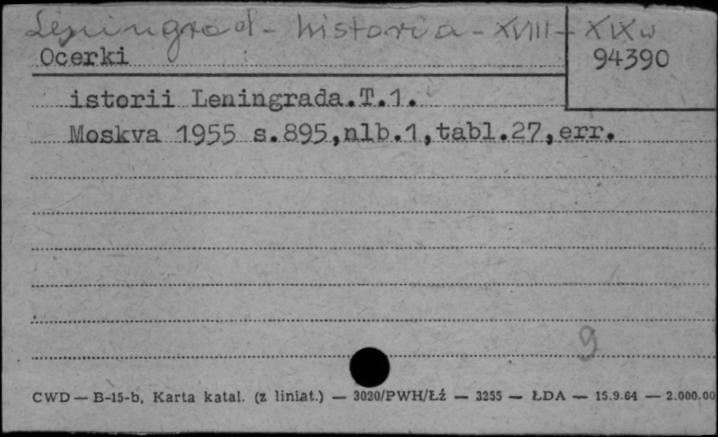 Leningrad - historia - XVIII - XIX w
Ocerki
94390
istorii Leningrada.T.1.
Moskva 1955 s.895,nlb.1,tabl.27,err.
9
CWD — B-15-b, Karta katal. (z liniat.) — 3020/PWH/Łź — 3255 — ŁDA — 15.9.64 — 2.000.00